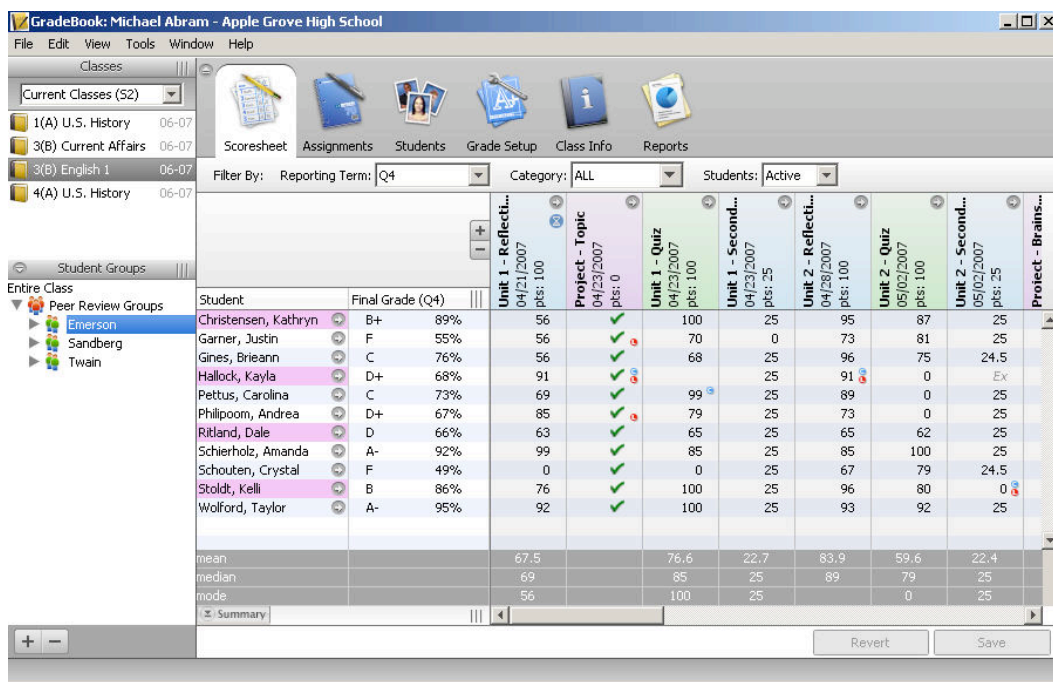 GradeBook: Michael Abram - Apple Grove High School
File Edit View Tools Window Help
Classes
Current Classes (S2)
1(A) U.S. History 06-07
3(B) Current Affairs 06-07
3(B) English 1 06-07
4(A) U.S. History 06-07
Student Groups
Entire Class
Peer Review Groups
Emerson
Sandberg
Twain
Scoresheet Assignments Students Grade Setup Class Info Reports
Filter By: Reporting Term: Q4 Category: ALL Students: Active
Unit 1 - Reflecti...
04/21/2007
pts: 100
Project - Topic
04/23/2007
pts: 0
Unit 1 - Quiz
04/23/2007
pts: 100
Unit 1 - Second...
04/23/2007
pts: 25
Unit 2 - Reflecti...
04/28/2007
pts: 100
Unit 2 - Quiz
05/02/2007
pts: 100
Unit 2 - Second...
05/02/2007
pts: 25
Project - Brains...
Student Final Grade (Q4)
Christensen, Kathryn B+ 89% 56 100 25 95 87 25
Garner, Justin F 55% 56 70 0 73 81 25
Gines, Brieann C 76% 56 68 25 96 75 24.5
Hallock, Kayla D+ 68% 91 25 91 0 Ex
Pettus, Carolina C 73% 69 99 25 89 0 25
Philipoom, Andrea D+ 67% 85 79 25 73 0 25
Ritland, Dale D 66% 63 65 25 65 62 25
Schierholz, Amanda A- 92% 99 85 25 85 100 25
Schouten, Crystal F 49% 0 0 25 67 79 24.5
Stoldt, Kelli B 86% 76 100 25 96 80 0
Wolford, Taylor A- 95% 92 100 25 93 92 25
mean 67.5 76.6 22.7 83.9 59.6 22.4
median 69 85 25 89 79 25
mode 56 100 25 0 25
Summary
Revert Save